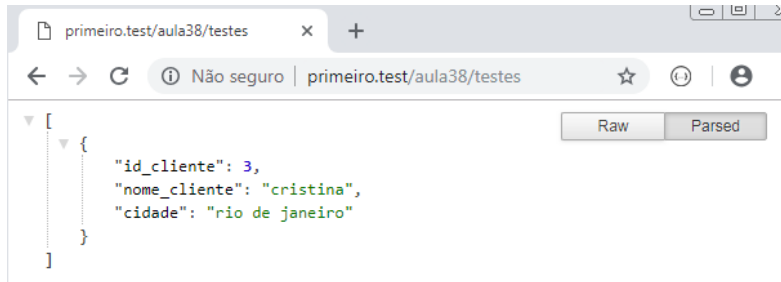 primeiro.test/aula38/testes
Não seguro primeiro.test/aula38/testes
Raw Parsed
[
{
"id_cliente": 3,
"nome_cliente": "cristina",
"cidade": "rio de janeiro"
}
]